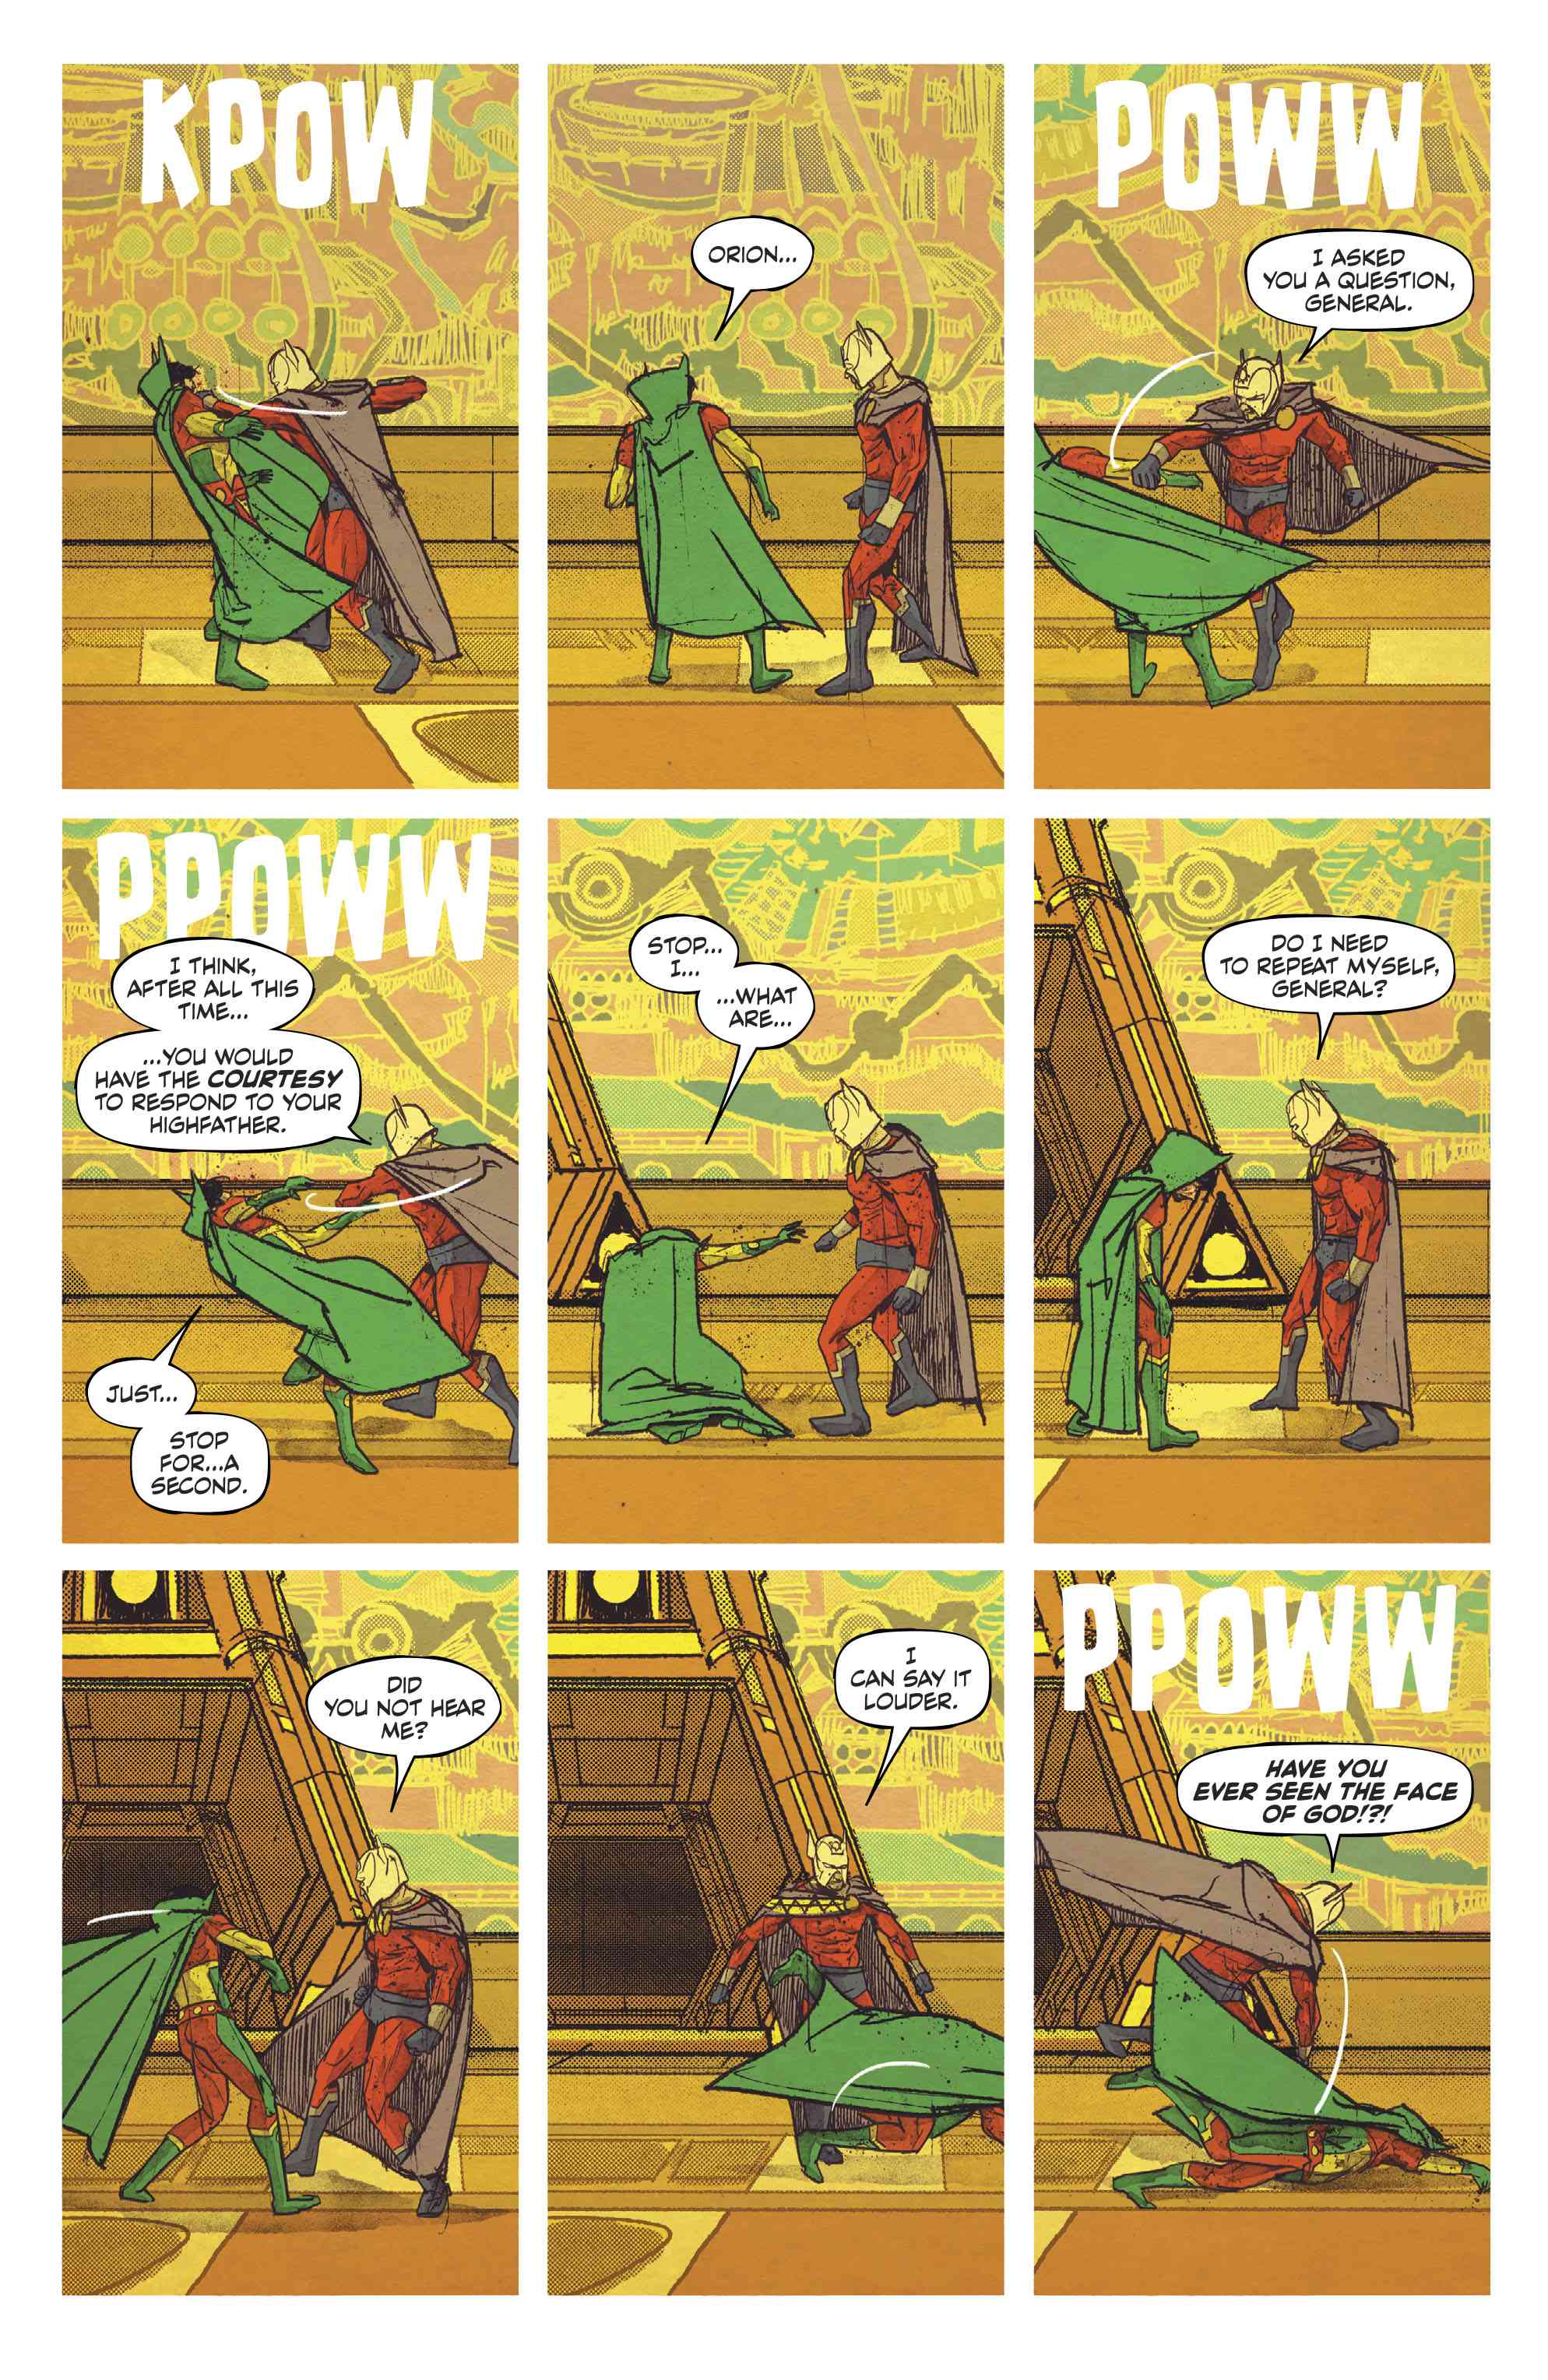 KPOW
ORION...
POWW
I ASKED
YOU A QUESTION,
GENERAL.
PPOWW
I THINK,
AFTER ALL THIS
TIME...
...YOU WOULD
HAVE THE COURTESY
TO RESPOND TO YOUR
HIGHFATHER.
JUST...
STOP
FOR...A
SECOND.
STOP...
I...
...WHAT
ARE...
DO I NEED
TO REPEAT MYSELF,
GENERAL?
DID
YOU NOT HEAR
ME?
I
CAN SAY IT
LOUDER.
PPOWW
HAVE YOU
EVER SEEN THE FACE
OF GOD!?!